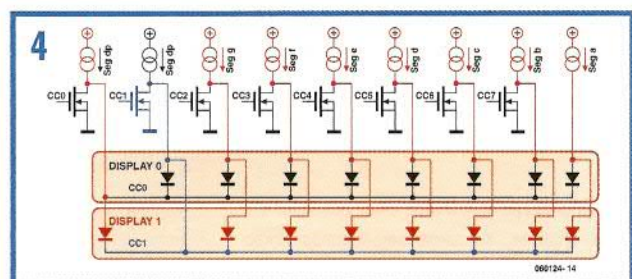 4
Seg dp
Seg dp
Seg g
Seg f
Seg e
Seg d
Seg c
Seg b
Seg a
CC0
CC1
CC2
CC3
CC4
CC5
CC6
CC7
DISPLAY 0
CC0
DISPLAY 1
CC1
060124- 14